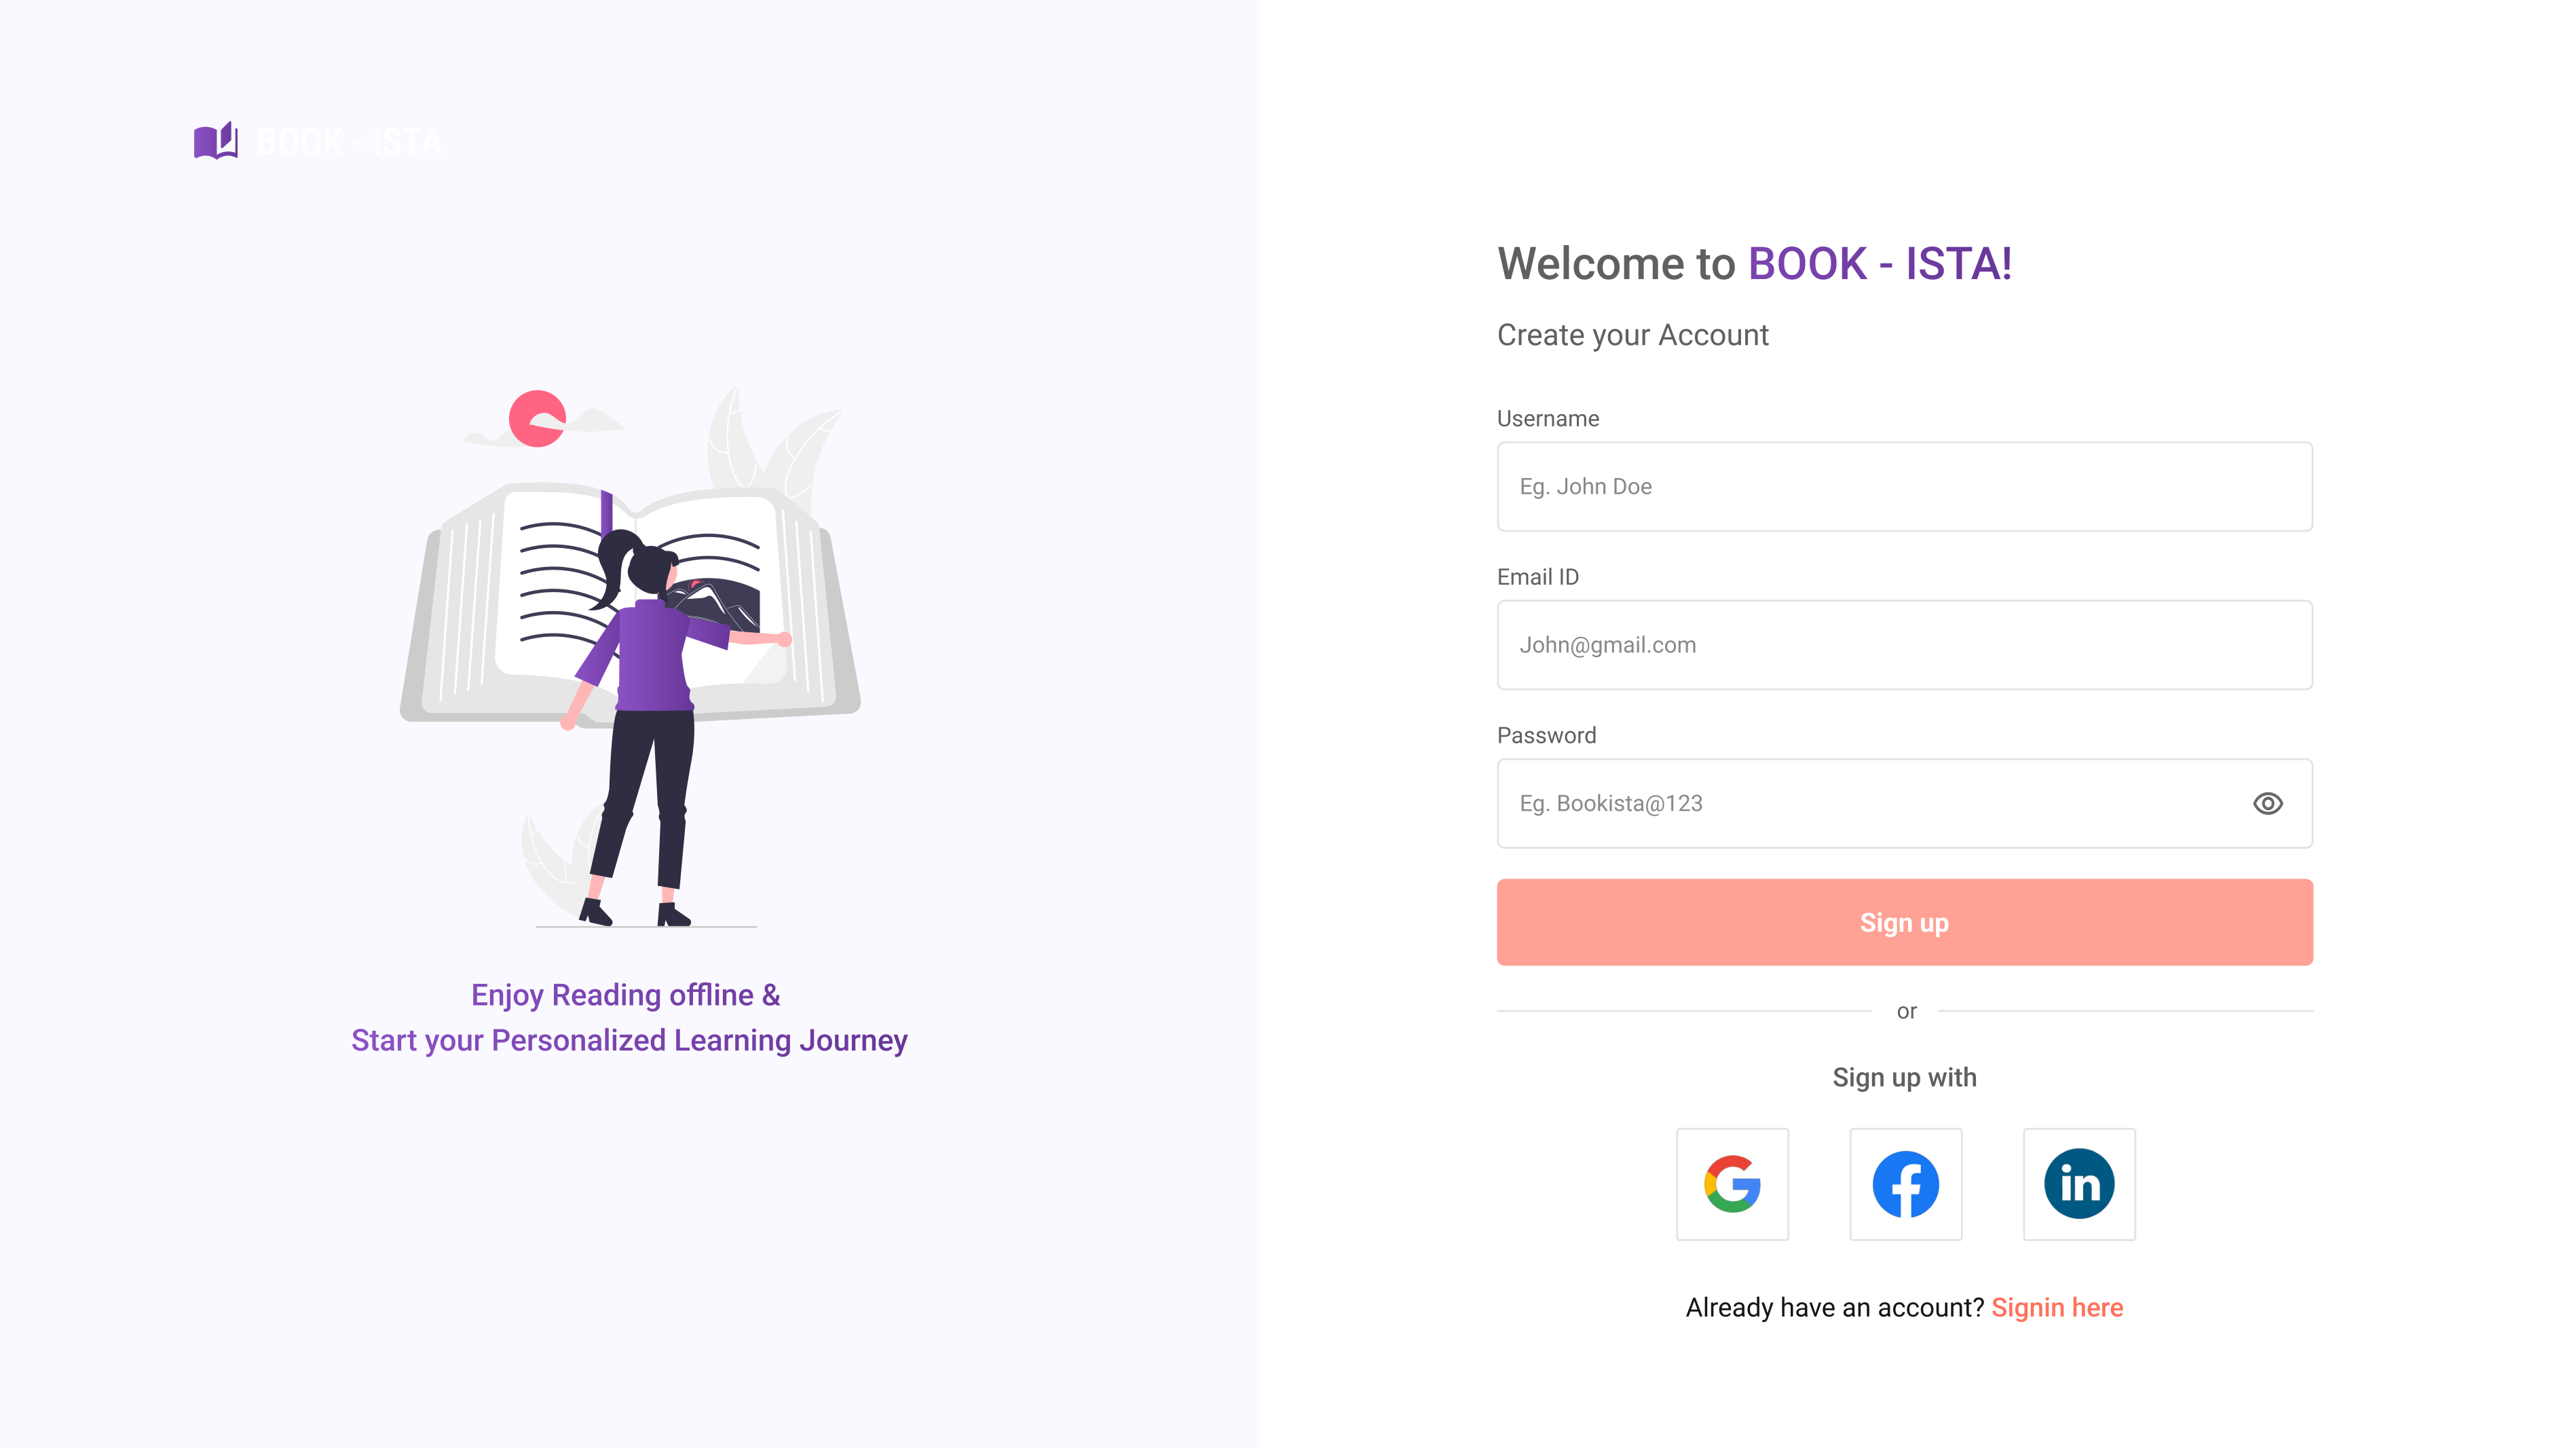 BOOK - ISTA
Enjoy Reading offline &
Start your Personalized Learning Journey
Welcome to BOOK - ISTA!
Create your Account
Username
Eg. John Doe
Email ID
John@gmail.com
Password
Eg. Bookista@123
Sign up
or
Sign up with
in
Already have an account? Signin here